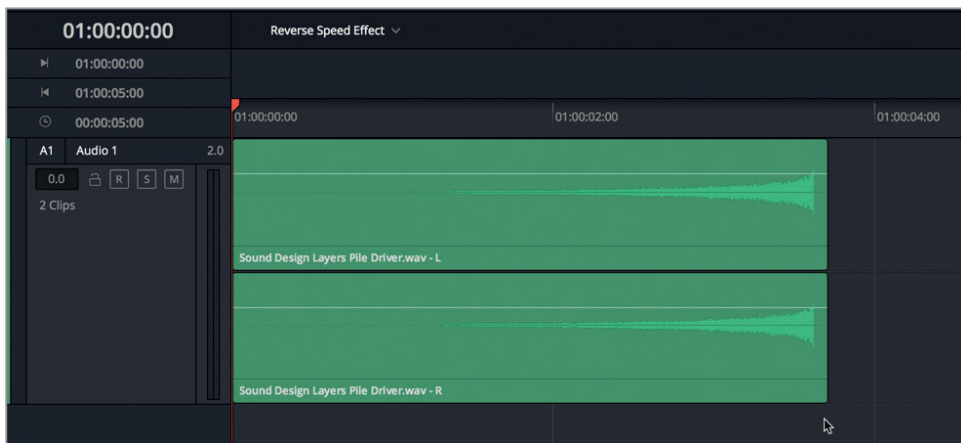 01:00:00:00
Reverse Speed Effect
01:00:00:00
01:00:05:00
00:00:05:00
01:00:00:00
01:00:02:00
01:00:04:00
A1 Audio 1 2.0
0.0 R S M
2 Clips
Sound Design Layers Pile Driver.wav - L
Sound Design Layers Pile Driver.wav - R